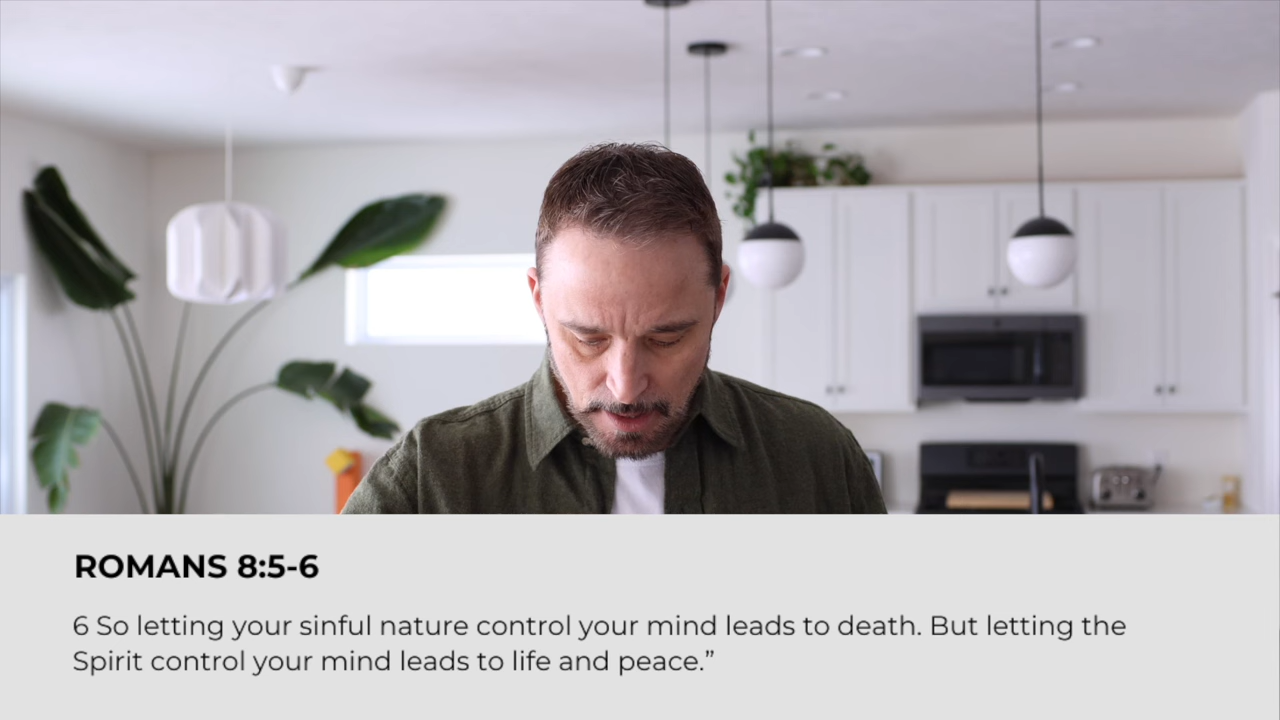 ROMANS 8:5-6
6 So letting your sinful nature control your mind leads to death. But letting the
Spirit control your mind leads to life and peace.”